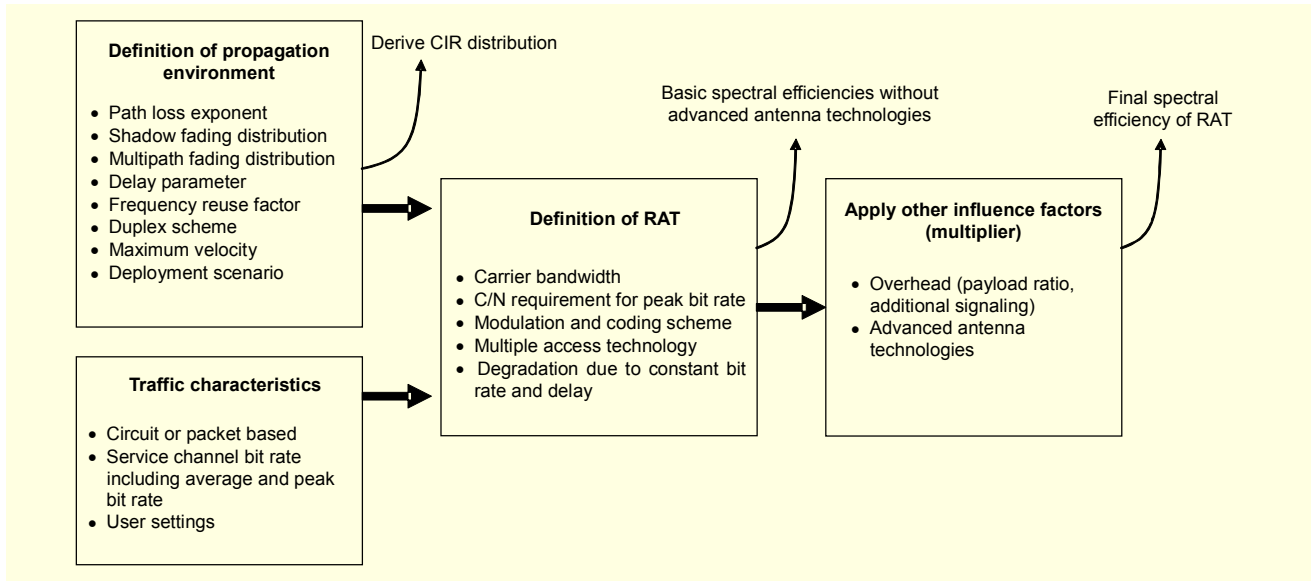 Definition of propagation
environment
• Path loss exponent
• Shadow fading distribution
• Multipath fading distribution
• Delay parameter
• Frequency reuse factor
• Duplex scheme
• Maximum velocity
• Deployment scenario
Derive CIR distribution
Traffic characteristics
• Circuit or packet based
• Service channel bit rate
including average and peak
bit rate
• User settings
Basic spectral efficiencies without
advanced antenna technologies
Definition of RAT
• Carrier bandwidth
• C/N requirement for peak bit rate
• Modulation and coding scheme
• Multiple access technology
• Degradation due to constant bit
rate and delay
Final spectral
efficiency of RAT
Apply other influence factors
(multiplier)
• Overhead (payload ratio,
additional signaling)
• Advanced antenna
technologies